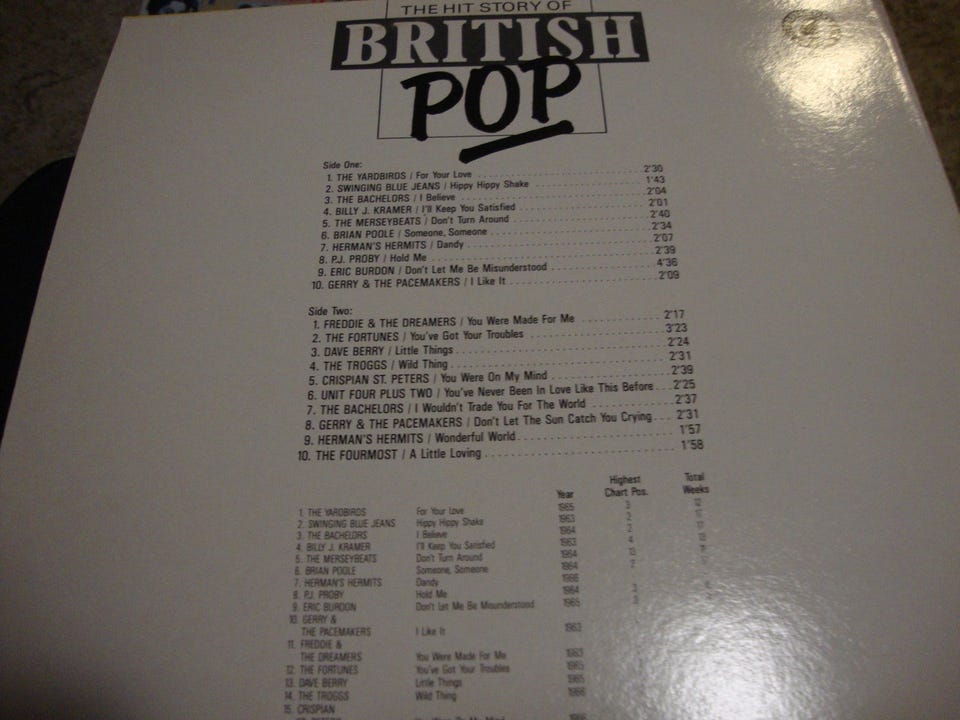 THE HIT STORY OF
BRITISH
POP
Side One:
1. THE YARDBIRDS / For Your Love 2'30
2. SWINGING BLUE JEANS / Hippy Hippy Shake 1'43
3. THE BACHELORS / I Believe 2'04
4. BILLY J. KRAMER / I'll Keep You Satisfied 2'01
5. THE MERSEYBEATS / Don't Turn Around 2'40
6. BRIAN POOLE / Someone, Someone 2'34
7. HERMAN'S HERMITS / Dandy 2'07
8. P.J. PROBY / Hold Me 2'39
9. ERIC BURDON / Don't Let Me Be Misunderstood 4'36
10. GERRY & THE PACEMAKERS / I Like It 2'09
Side Two:
1. FREDDIE & THE DREAMERS / You Were Made For Me 2'17
2. THE FORTUNES / You've Got Your Troubles 3'23
3. DAVE BERRY / Little Things 2'24
4. THE TROGGS / Wild Thing 2'31
5. CRISPIAN ST. PETERS / You Were On My Mind 2'39
6. UNIT FOUR PLUS TWO / You've Never Been In Love Like This Before 2'25
7. THE BACHELORS / I Wouldn't Trade You For The World 2'37
8. GERRY & THE PACEMAKERS / Don't Let The Sun Catch You Crying 2'31
9. HERMAN'S HERMITS / Wonderful World 1'57
10. THE FOURMOST / A Little Loving 1'58
Year Highest Chart Pos. Total Weeks
1. THE YARDBIRDS For Your Love 1965 3 12
2. SWINGING BLUE JEANS Hippy Hippy Shake 1963 2
3. THE BACHELORS I Believe 1964 2 17
4. BILLY J. KRAMER I'll Keep You Satisfied 1963 4 13
5. THE MERSEYBEATS Don't Turn Around 1964 13
6. BRIAN POOLE Someone, Someone 1964 2
7. HERMAN'S HERMITS Dandy 1966
8. P.J. PROBY Hold Me 1964 3
9. ERIC BURDON Don't Let Me Be Misunderstood 1965 3
10. GERRY &
THE PACEMAKERS I Like It 1963
11. FREDDIE &
THE DREAMERS You Were Made For Me 1963
12. THE FORTUNES You've Got Your Troubles 1965
13. DAVE BERRY Little Things 1965
14. THE TROGGS Wild Thing 1966
15. CRISPIAN